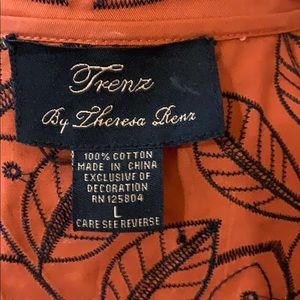 Trenz
By Theresa Renz
100% COTTON
MADE IN CHINA
EXCLUSIVE OF
DECORATION
RN 125804
L
CARE SEE REVERSE